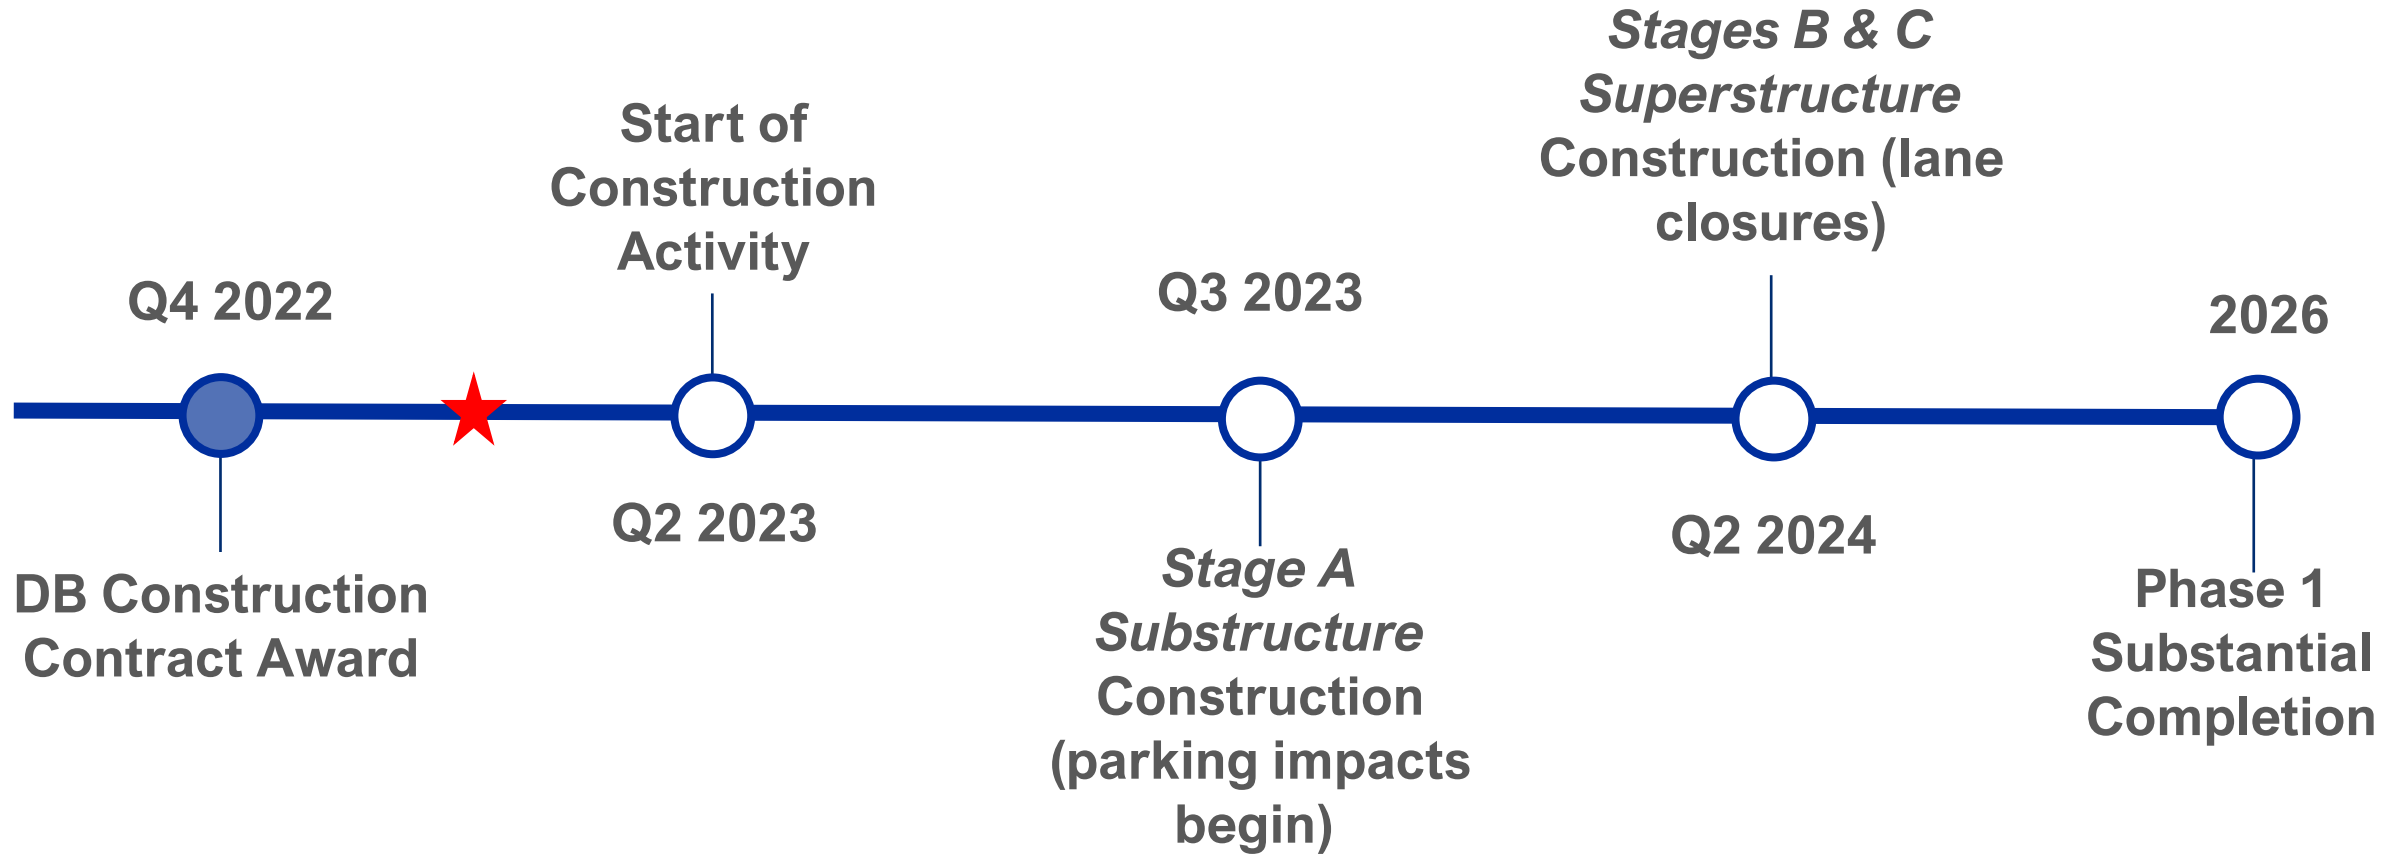 Q4 2022
DB Construction
Contract Award
Start of
Construction
Activity
Q2 2023
Q3 2023
Stage A
Substructure
Construction
(parking impacts
begin)
Stages B & C
Superstructure
Construction (lane
closures)
Q2 2024
2026
Phase 1
Substantial
Completion